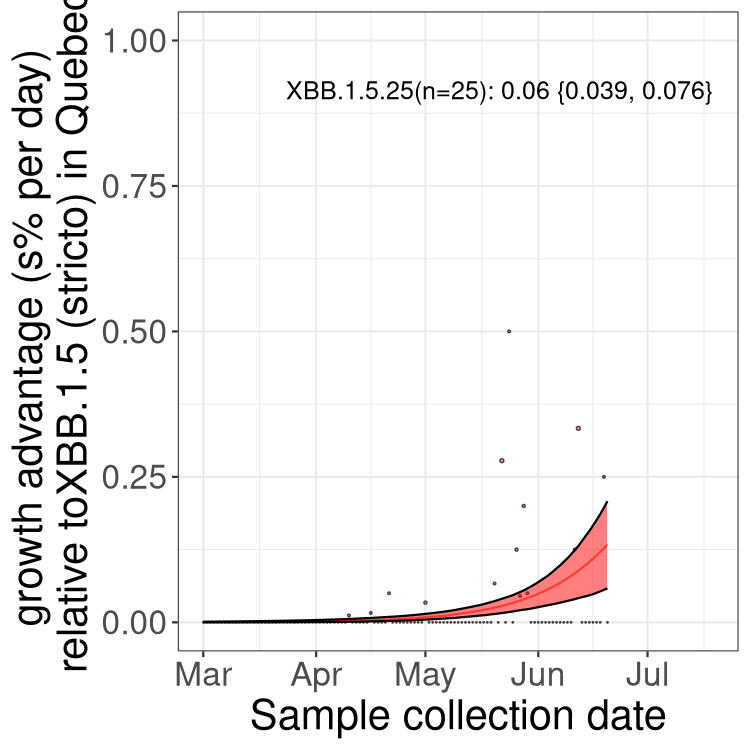 growth advantage (s% per day)
relative toXBB.1.5 (stricto) in Quebec
1.00
0.75
0.50
0.25
0.00
XBB.1.5.25(n=25): 0.06 {0.039, 0.076}
Mar Apr May Jun Jul
Sample collection date